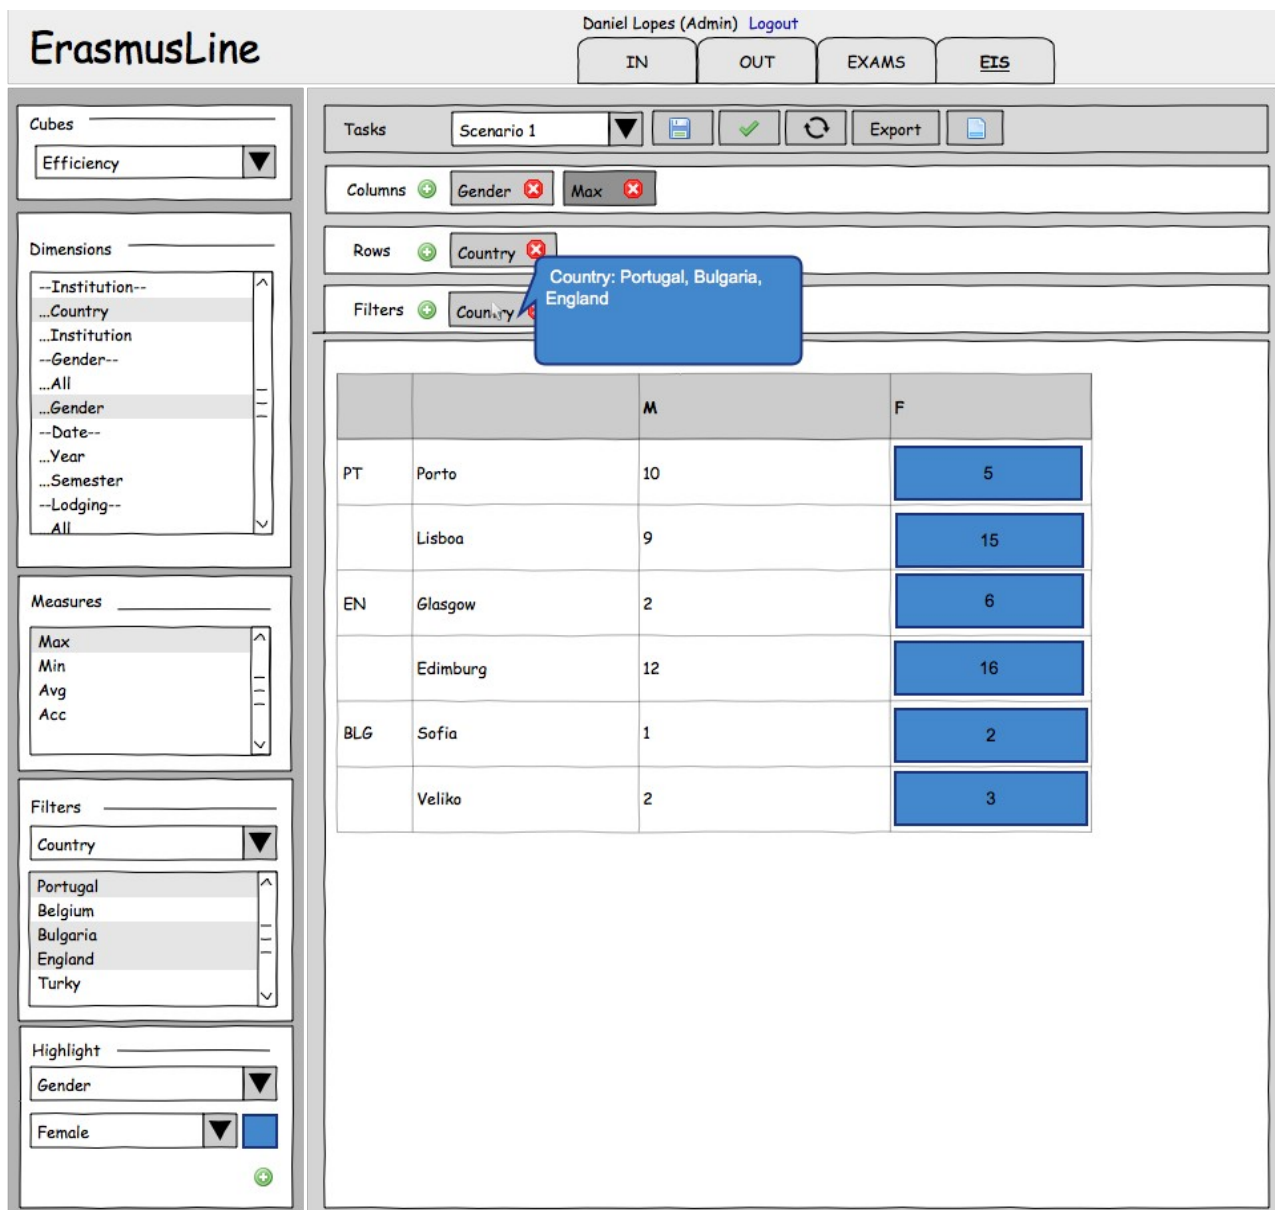 Daniel Lopes (Admin) Logout
ErasmusLine
IN OUT EXAMS EIS
Cubes
Efficiency
Dimensions
--Institution--
...Country
...Institution
--Gender--
...All
...Gender
--Date--
...Year
...Semester
--Lodging--
...All
Measures
Max
Min
Avg
Acc
Filters
Country
Portugal
Belgium
Bulgaria
England
Turky
Highlight
Gender
Female
Tasks Scenario 1 Export
Columns Gender Max
Rows Country
Filters Country
Country: Portugal, Bulgaria,
England
M F
PT Porto 10 5
Lisboa 9 15
EN Glasgow 2 6
Edimburg 12 16
BLG Sofia 1 2
Veliko 2 3